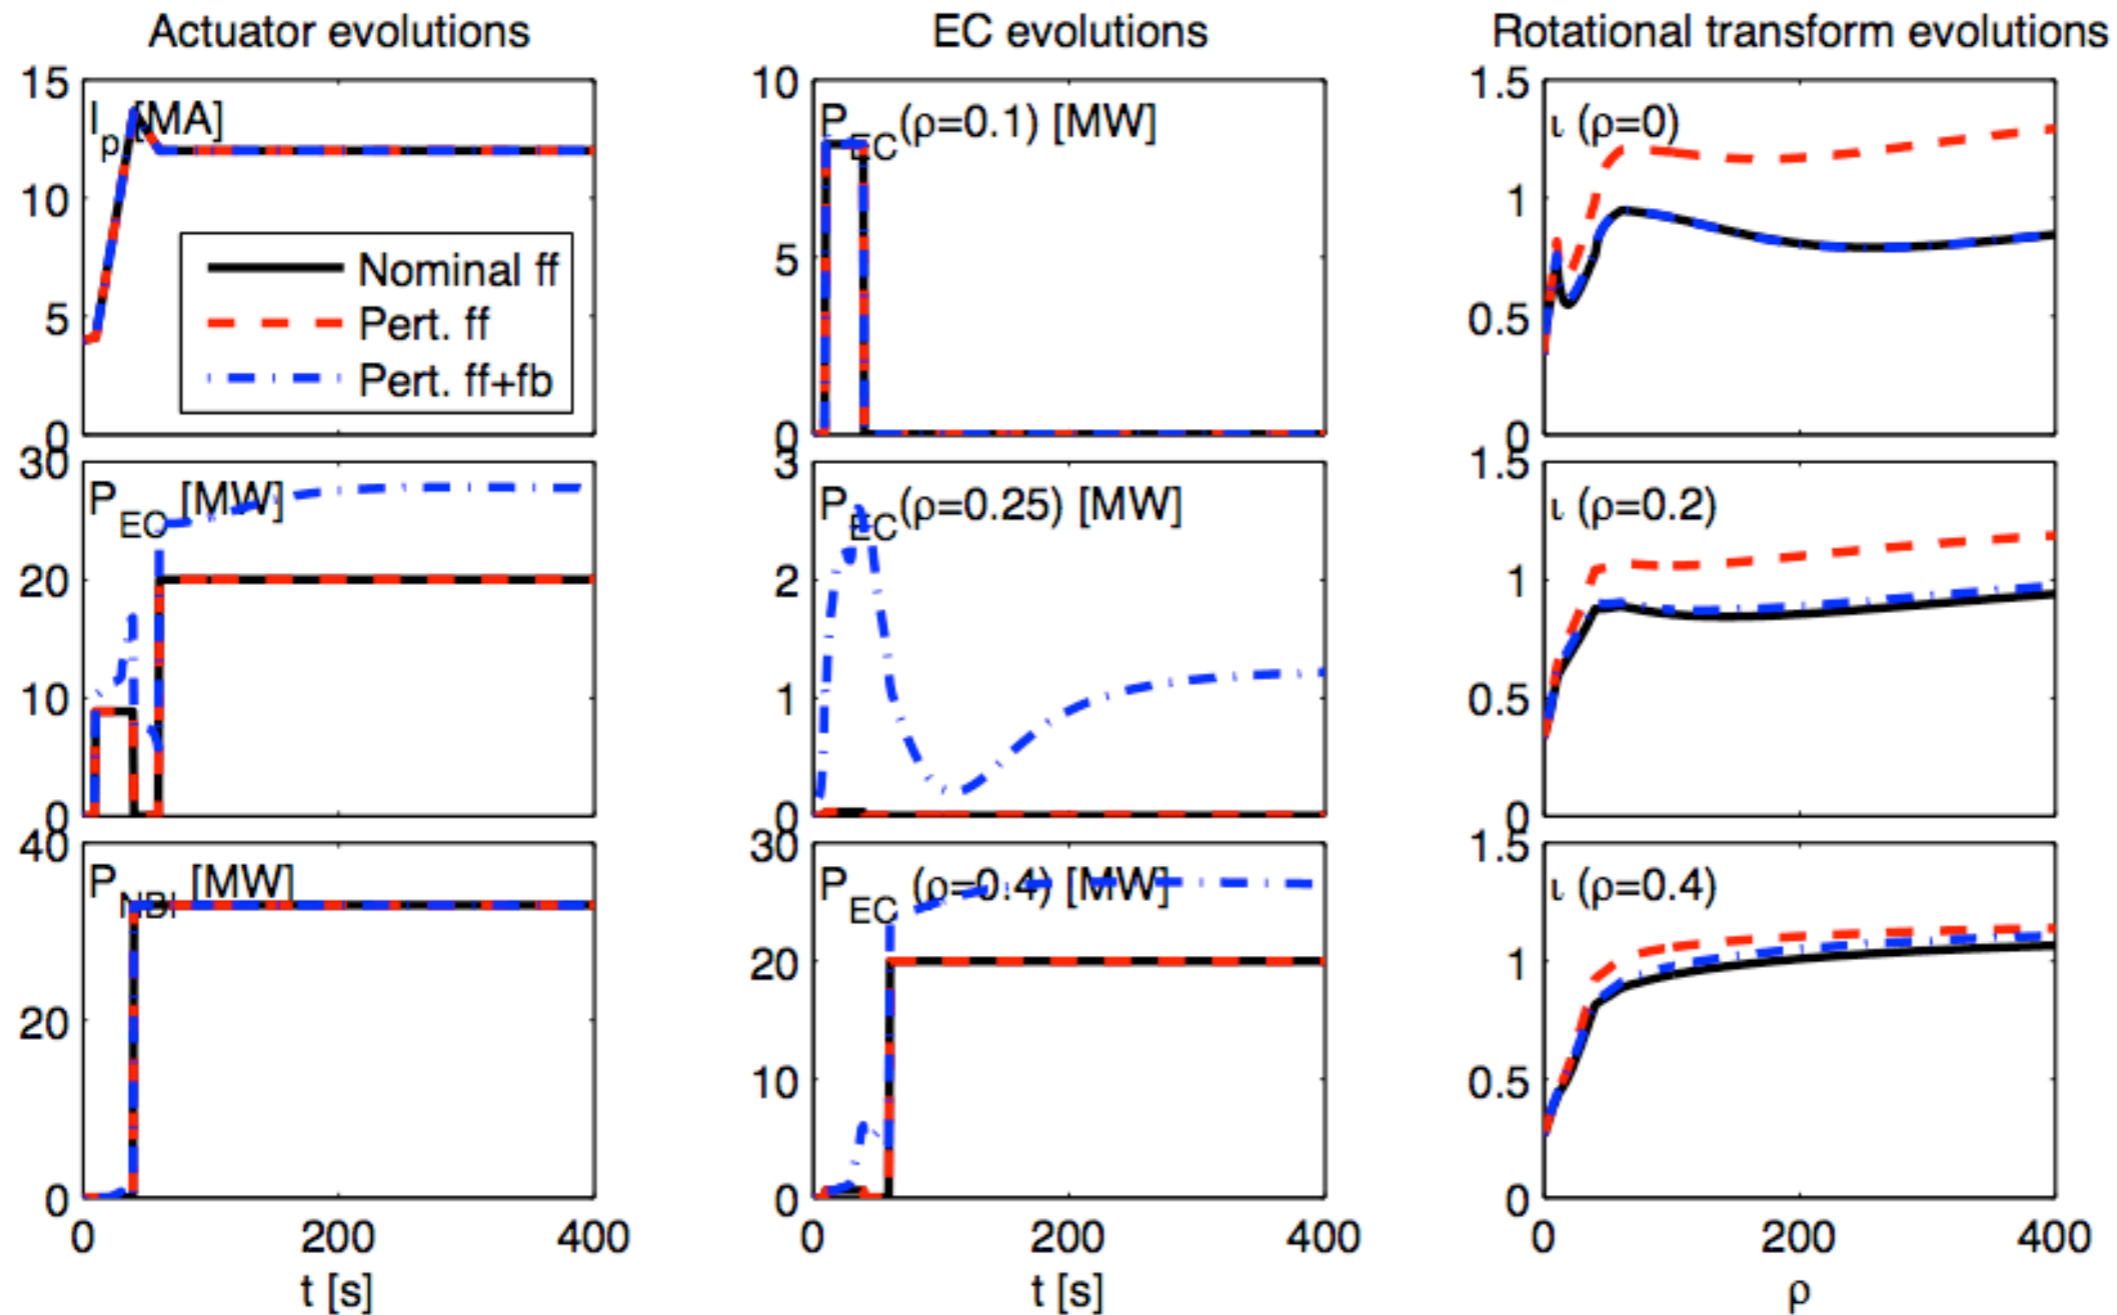 Actuator evolutions
EC evolutions
Rotational transform evolutions
15
10
5
0
I_p [MA]
Nominal ff
Pert. ff
Pert. ff+fb
10
5
0
P_EC (ρ=0.1) [MW]
1.5
1
0.5
0
ι (ρ=0)
30
20
10
0
P_EC [MW]
3
2
1
0
P_EC (ρ=0.25) [MW]
1.5
1
0.5
0
ι (ρ=0.2)
40
20
0
P_NBI [MW]
30
20
10
0
P_EC (ρ=0.4) [MW]
1.5
1
0.5
0
ι (ρ=0.4)
0 200 400
t [s]
0 200 400
t [s]
0 200 400
ρ